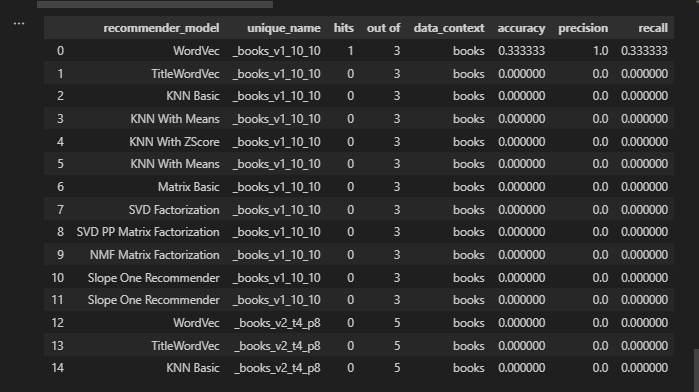 ...
recommender_model unique_name hits out of data_context accuracy precision recall
0 WordVec _books_v1_10_10 1 3 books 0.333333 1.0 0.333333
1 TitleWordVec _books_v1_10_10 0 3 books 0.000000 0.0 0.000000
2 KNN Basic _books_v1_10_10 0 3 books 0.000000 0.0 0.000000
3 KNN With Means _books_v1_10_10 0 3 books 0.000000 0.0 0.000000
4 KNN With ZScore _books_v1_10_10 0 3 books 0.000000 0.0 0.000000
5 KNN With Means _books_v1_10_10 0 3 books 0.000000 0.0 0.000000
6 Matrix Basic _books_v1_10_10 0 3 books 0.000000 0.0 0.000000
7 SVD Factorization _books_v1_10_10 0 3 books 0.000000 0.0 0.000000
8 SVD PP Matrix Factorization _books_v1_10_10 0 3 books 0.000000 0.0 0.000000
9 NMF Matrix Factorization _books_v1_10_10 0 3 books 0.000000 0.0 0.000000
10 Slope One Recommender _books_v1_10_10 0 3 books 0.000000 0.0 0.000000
11 Slope One Recommender _books_v1_10_10 0 3 books 0.000000 0.0 0.000000
12 WordVec _books_v2_t4_p8 0 5 books 0.000000 0.0 0.000000
13 TitleWordVec _books_v2_t4_p8 0 5 books 0.000000 0.0 0.000000
14 KNN Basic _books_v2_t4_p8 0 5 books 0.000000 0.0 0.000000